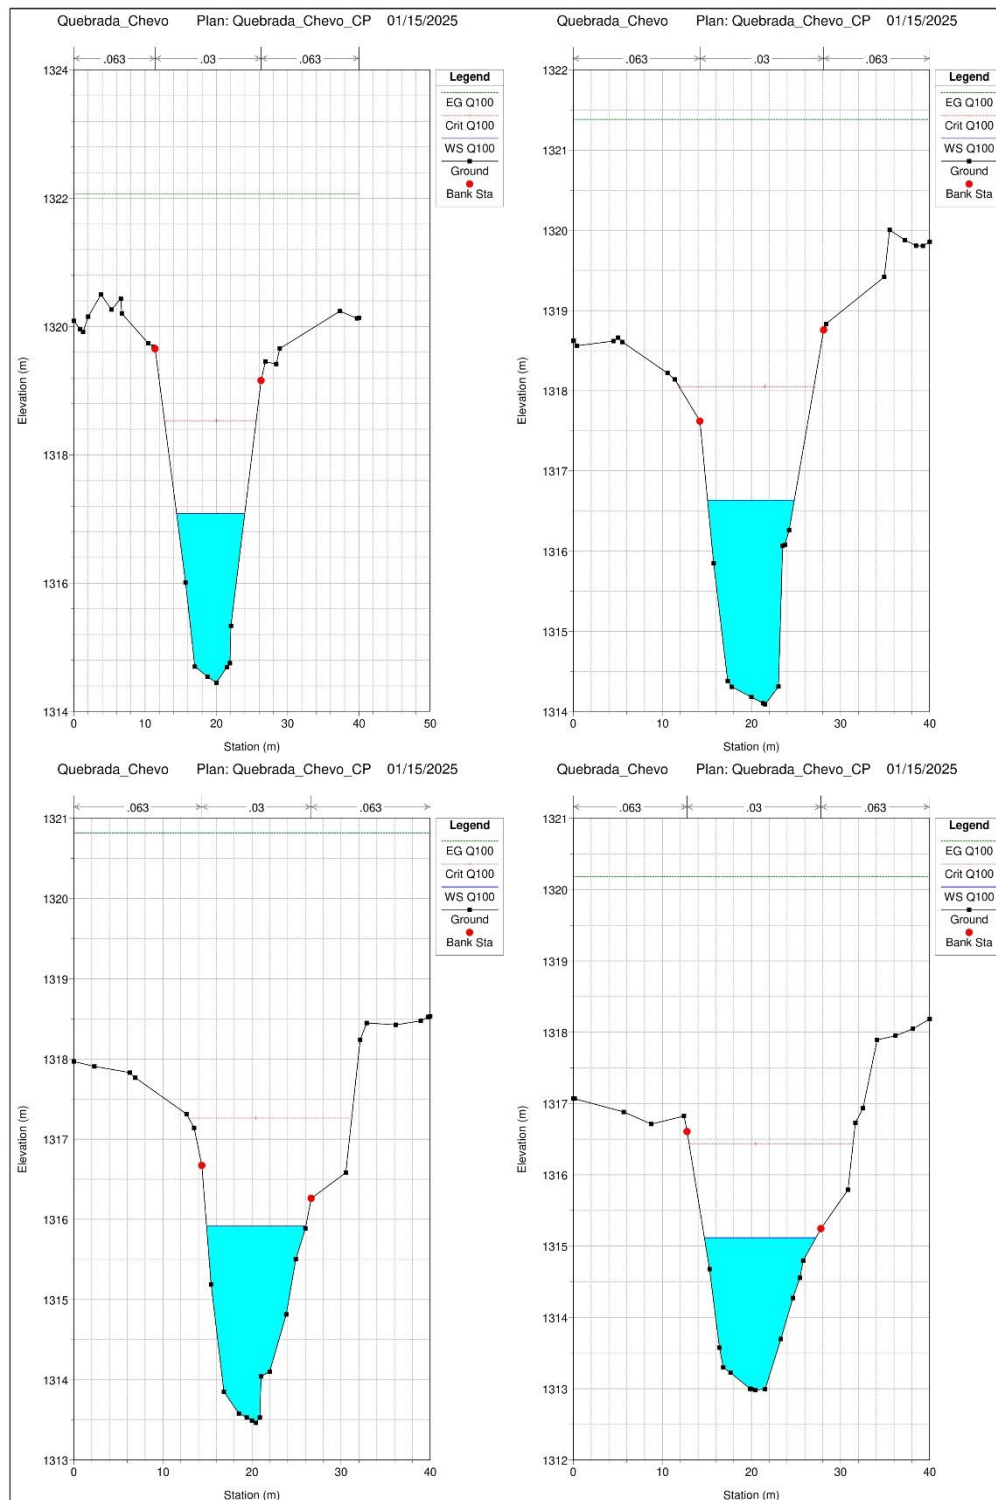 Quebrada_Chevo Plan: Quebrada_Chevo_CP 01/15/2025
.063 .03 .063
Legend
EG Q100
Crit Q100
WS Q100
Ground
Bank Sta
Elevation (m)
1324
1322
1320
1318
1316
1314
0 10 20 30 40 50
Station (m)
Quebrada_Chevo Plan: Quebrada_Chevo_CP 01/15/2025
.063 .03 .063
Legend
EG Q100
Crit Q100
WS Q100
Ground
Bank Sta
Elevation (m)
1322
1321
1320
1319
1318
1317
1316
1315
1314
0 10 20 30 40
Station (m)
Quebrada_Chevo Plan: Quebrada_Chevo_CP 01/15/2025
.063 .03 .063
Legend
EG Q100
Crit Q100
WS Q100
Ground
Bank Sta
Elevation (m)
1321
1320
1319
1318
1317
1316
1315
1314
1313
0 10 20 30 40
Station (m)
Quebrada_Chevo Plan: Quebrada_Chevo_CP 01/15/2025
.063 .03 .063
Legend
EG Q100
Crit Q100
WS Q100
Ground
Bank Sta
Elevation (m)
1321
1320
1319
1318
1317
1316
1315
1314
1313
1312
0 10 20 30 40
Station (m)